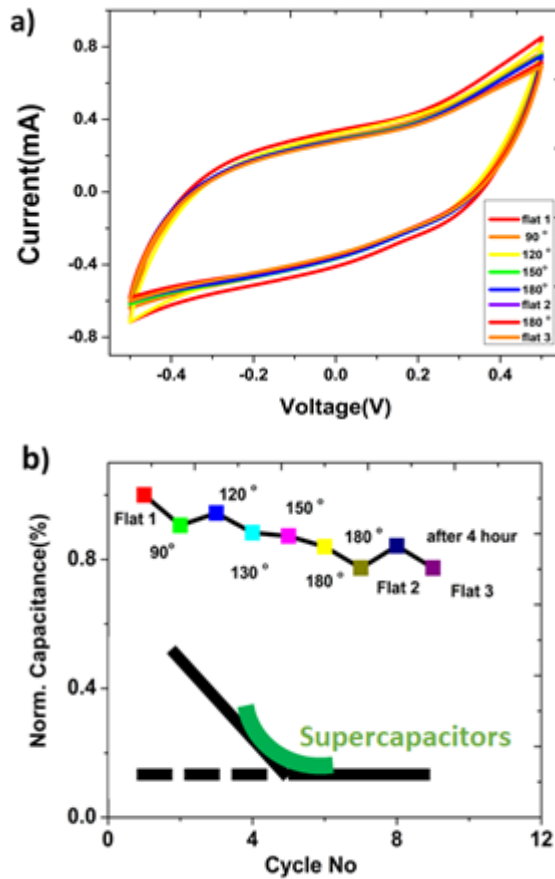 a)
Current(mA)
0.8
0.4
0.0
-0.4
-0.8
flat 1
90°
120°
150°
180°
flat 2
180°
flat 3
-0.4
-0.2
0.0
0.2
0.4
Voltage(V)
b)
Norm. Capacitance(%)
0.8
0.4
0.0
Flat 1
90°
120°
130°
150°
180°
180°
Flat 2
after 4 hour
Flat 3
Supercapacitors
0
4
8
12
Cycle No